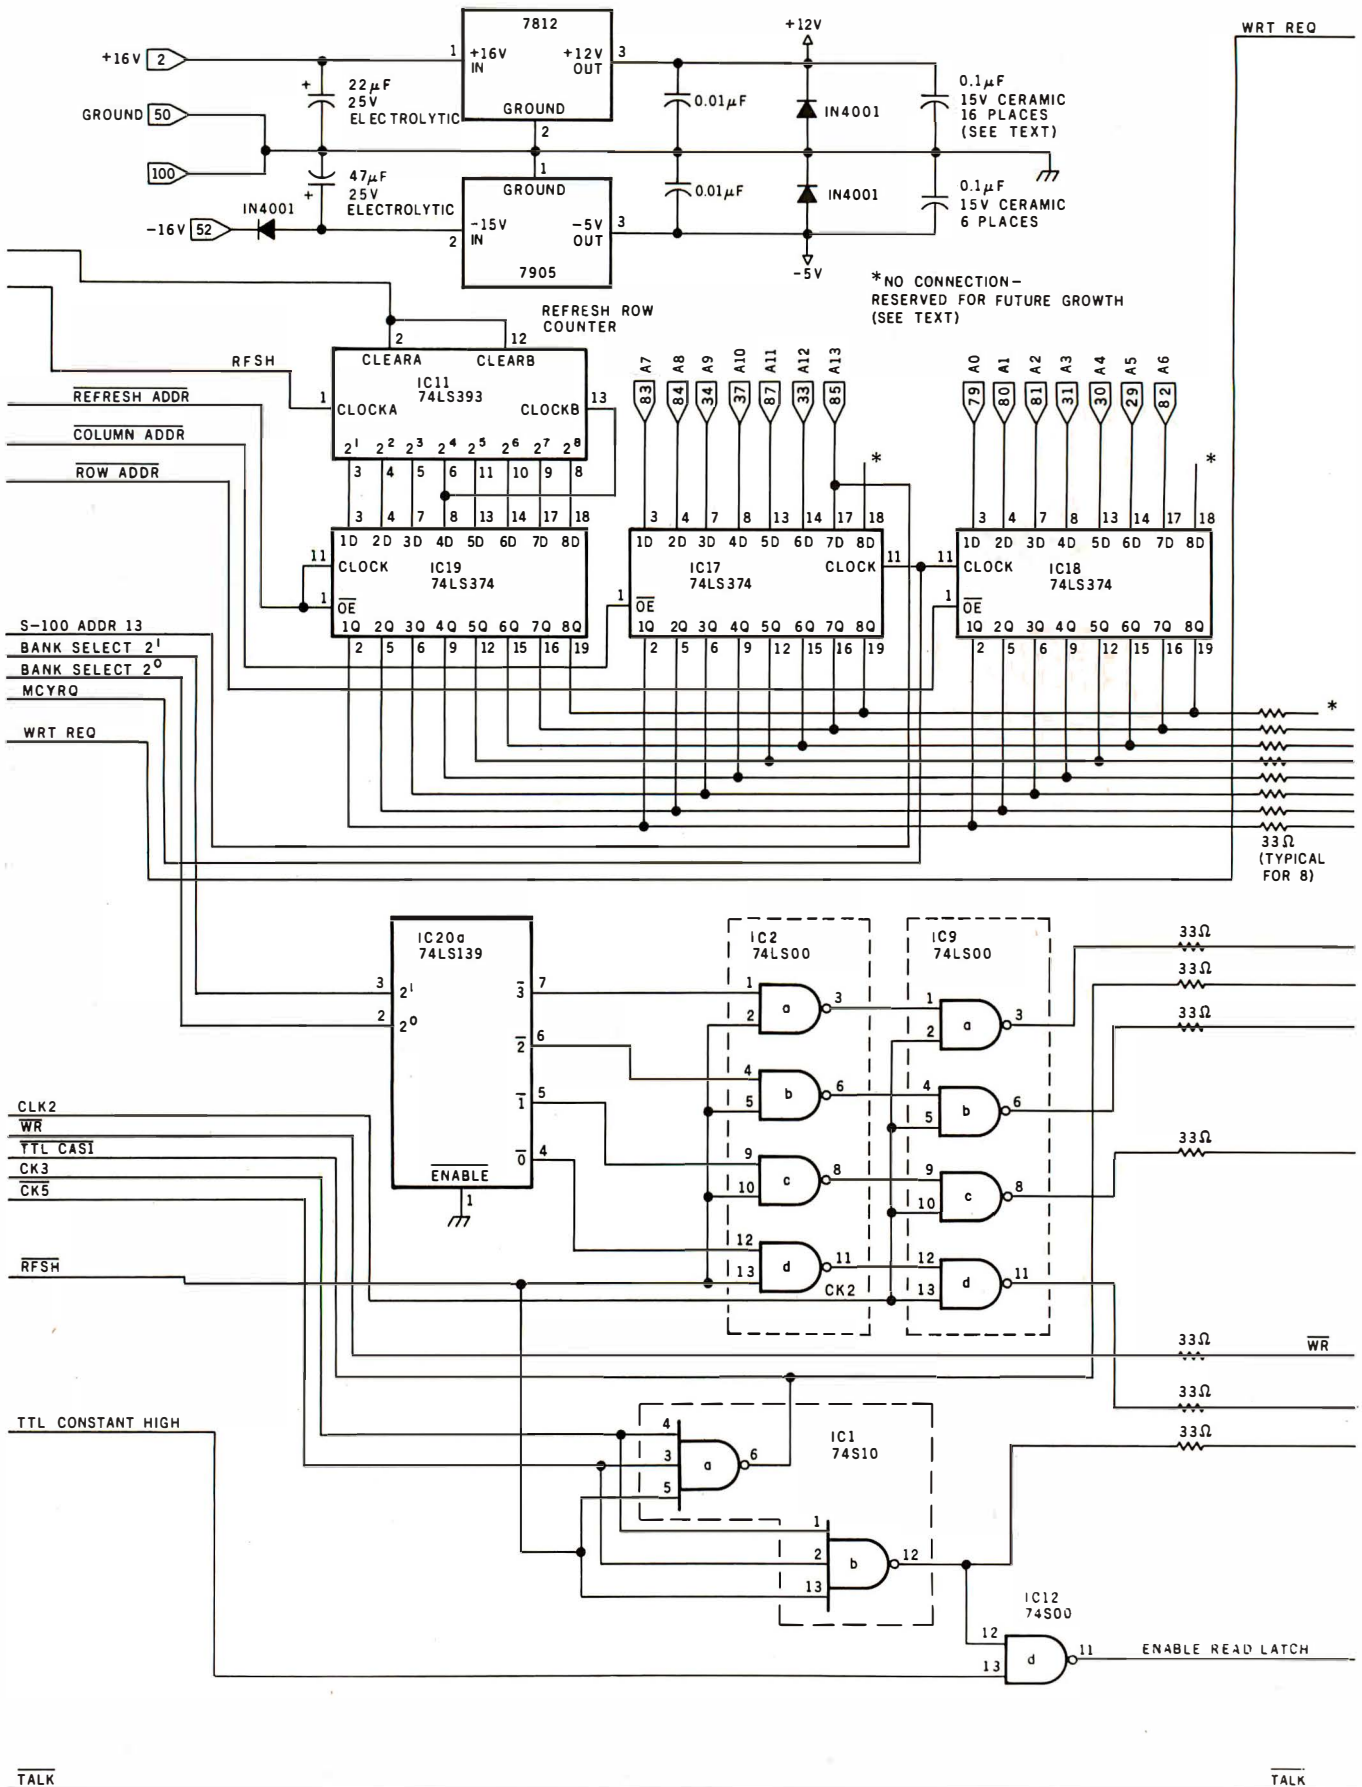 7812
+12V
WRT REQ
+16V 2
1 +16V IN
+12V OUT 3
22µF
25V
ELECTROLYTIC
+
0.01µF
IN4001
0.1µF
15V CERAMIC
16 PLACES
(SEE TEXT)
GROUND 50
GROUND
2
100
1
GROUND
47µF
25V
ELECTROLYTIC
+
0.01µF
IN4001
0.1µF
15V CERAMIC
6 PLACES
IN4001
-16V 52
2 -15V IN
-5V OUT 3
7905
-5V
*NO CONNECTION-
RESERVED FOR FUTURE GROWTH
(SEE TEXT)
REFRESH ROW
COUNTER
2 12
CLEARA CLEARB
RFSH
IC11
74LS393
1 CLOCKA
CLOCKB 13
2¹ 2² 2³ 2⁴ 2⁵ 2⁶ 2⁷ 2⁸
3 4 5 6 11 10 9 8
A7 A8 A9 A10 A11 A12 A13
83 84 34 37 87 33 85
A0 A1 A2 A3 A4 A5 A6
79 80 81 31 30 29 82
* *
REFRESH ADDR
COLUMN ADDR
ROW ADDR
3 4 7 8 13 14 17 18
1D 2D 3D 4D 5D 6D 7D 8D
11 CLOCK
IC19
74LS374
1 OE
1Q 2Q 3Q 4Q 5Q 6Q 7Q 8Q
2 5 6 9 12 15 16 19
3 4 7 8 13 14 17 18
1D 2D 3D 4D 5D 6D 7D 8D
IC17
74LS374
CLOCK 11
1 OE
1Q 2Q 3Q 4Q 5Q 6Q 7Q 8Q
2 5 6 9 12 15 16 19
3 4 7 8 13 14 17 18
1D 2D 3D 4D 5D 6D 7D 8D
11 CLOCK
IC18
74LS374
1 OE
1Q 2Q 3Q 4Q 5Q 6Q 7Q 8Q
2 5 6 9 12 15 16 19
S-100 ADDR 13
BANK SELECT 2¹
BANK SELECT 2⁰
MCYRQ
WRT REQ
*
33Ω
(TYPICAL
FOR 8)
IC20a
74LS139
3 2¹
2 2⁰
3 7
2 6
1 5
0 4
ENABLE
1
IC2
74LS00
1 2 a 3
4 5 b 6
9 10 c 8
12 13 d 11
CK2
IC9
74LS00
1 2 a 3
4 5 b 6
9 10 c 8
12 13 d 11
33Ω
33Ω
33Ω
33Ω
CLK2
WR
TTL CAS1
CK3
CK5
RFSH
33Ω WR
33Ω
33Ω
TTL CONSTANT HIGH
IC1
74S10
4 3 5 a 6
1 2 13 b 12
IC12
74S00
12 13 d 11
ENABLE READ LATCH
TALK TALK